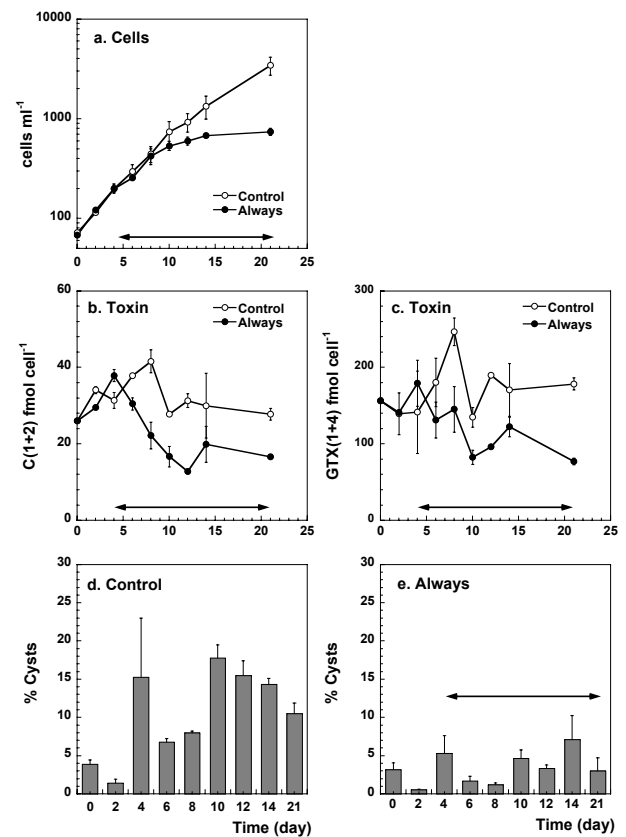 10000
a. Cells
1000
cells ml-1
100
Control
Always
0 5 10 15 20 25
60
b. Toxin
Control
Always
40
C(1+2) fmol cell-1
20
0
0 5 10 15 20 25
300
c. Toxin
Control
Always
200
GTX(1+4) fmol cell-1
100
0
0 5 10 15 20 25
30
d. Control
25
20
% Cysts
15
10
5
0
0 2 4 6 8 10 12 14 21
Time (day)
30
e. Always
25
20
% Cysts
15
10
5
0
0 2 4 6 8 10 12 14 21
Time (day)